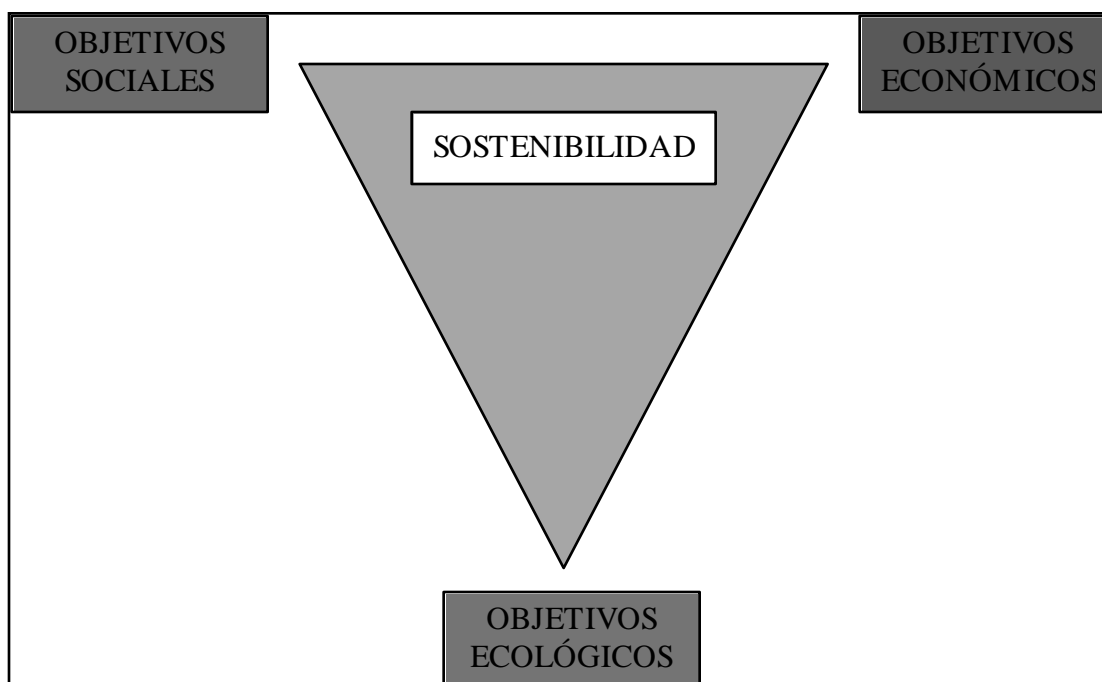 OBJETIVOS
SOCIALES
OBJETIVOS
ECONÓMICOS
SOSTENIBILIDAD
OBJETIVOS
ECOLÓGICOS